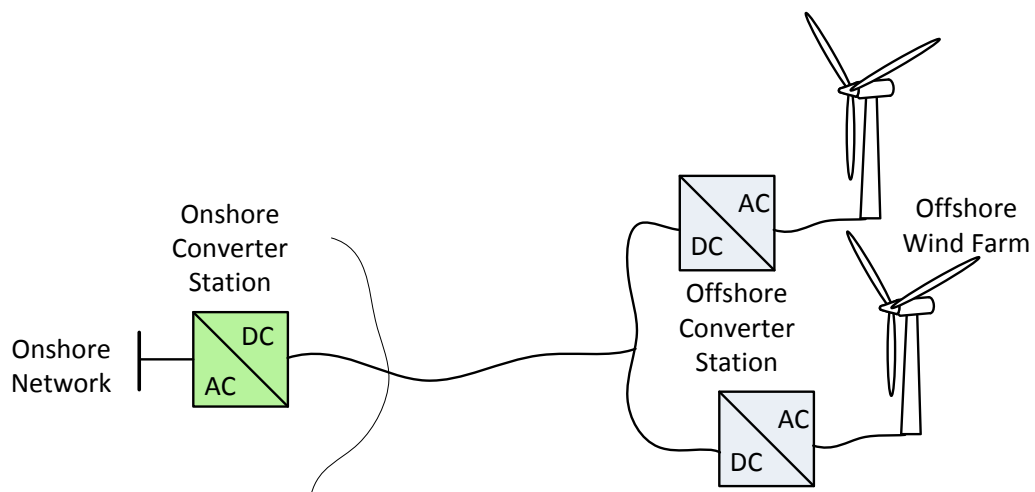 Onshore
Converter
Station
DC
AC
Onshore
Network
AC
DC
Offshore
Converter
Station
AC
DC
Offshore
Wind Farm